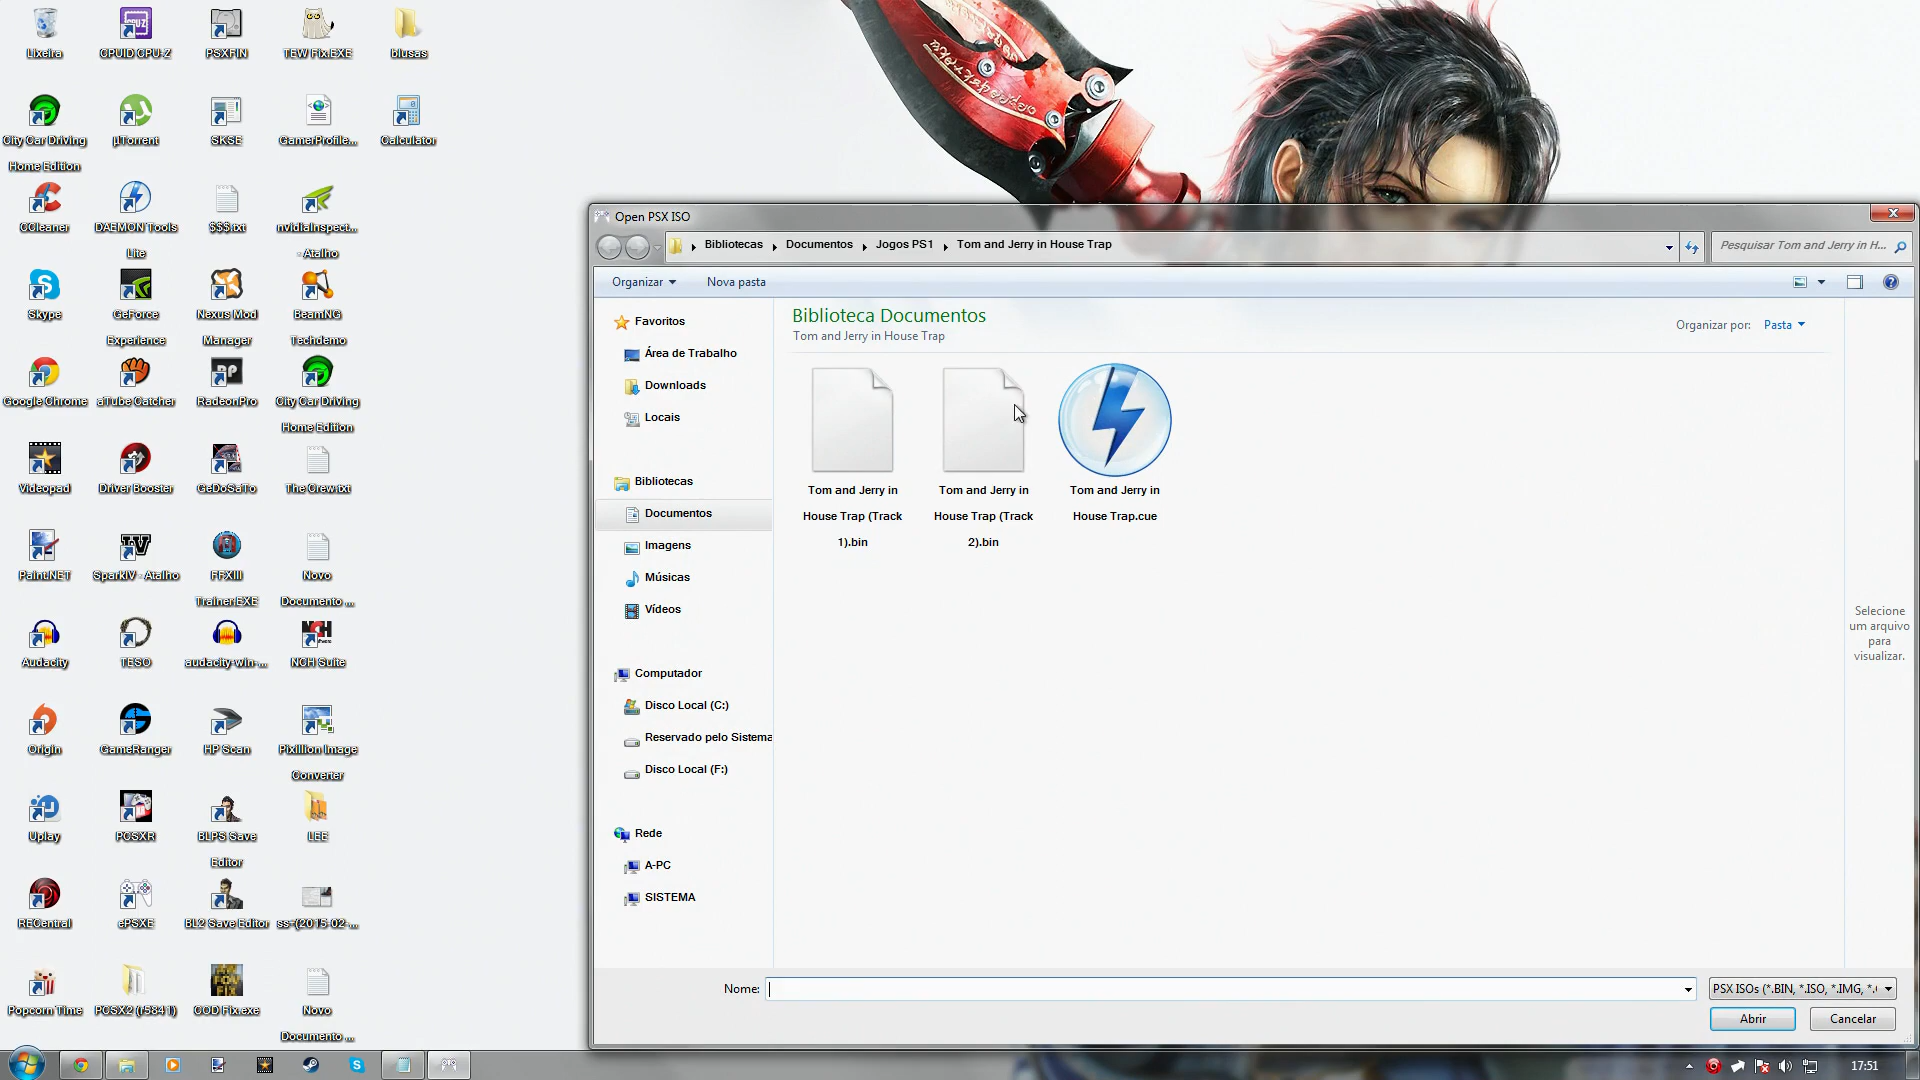 Lixeira
CPUID CPU-Z
PSXFIN
TEW Fix.EXE
blusas
City Car Driving
Home Edition
µTorrent
SKSE
GamerProfile...
Calculator
CCleaner
DAEMON Tools
Lite
$$$.txt
nvidiaInspect...
- Atalho
Skype
GeForce
Experience
Nexus Mod
Manager
BeamNG
Techdemo
Google Chrome
aTube Catcher
RadeonPro
City Car Driving
Home Edition
Videopad
Driver Booster
GeDoSaTo
The Crew.txt
Paint.NET
SparkIV - Atalho
FFXIII
Trainer.EXE
Novo
Documento ...
Audacity
TESO
audacity-win-...
NCH Suite
Origin
GameRanger
HP Scan
Pixillion Image
Converter
Uplay
PCSXR
BLPS Save
Editor
LEE
RECentral
ePSXE
BL2 Save Editor
ss-(2015-02-...
Popcorn Time
PCSX2 (r5841)
COD Fix.exe
Novo
Documento ...
Open PSX ISO
Bibliotecas
Documentos
Jogos PS1
Tom and Jerry in House Trap
Pesquisar Tom and Jerry in H...
Organizar
Nova pasta
Favoritos
Área de Trabalho
Downloads
Locais
Bibliotecas
Documentos
Imagens
Músicas
Vídeos
Computador
Disco Local (C:)
Reservado pelo Sistema
Disco Local (F:)
Rede
A-PC
SISTEMA
Biblioteca Documentos
Tom and Jerry in House Trap
Organizar por:
Pasta
Tom and Jerry in
House Trap (Track
1).bin
Tom and Jerry in
House Trap (Track
2).bin
Tom and Jerry in
House Trap.cue
Selecione
um arquivo
para
visualizar.
Nome:
PSX ISOs (*.BIN, *.ISO, *.IMG, *.
Abrir
Cancelar
17:51